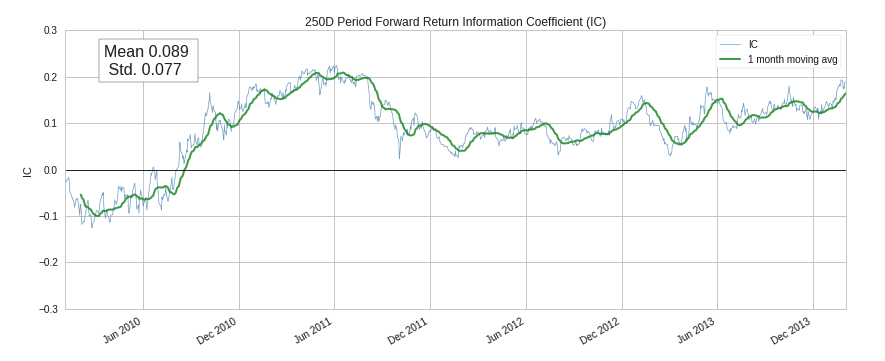 250D Period Forward Return Information Coefficient (IC)
0.3
Mean 0.089
Std. 0.077
IC
1 month moving avg
0.2
0.1
0.0
IC
−0.1
−0.2
−0.3
Jun 2010
Dec 2010
Jun 2011
Dec 2011
Jun 2012
Dec 2012
Jun 2013
Dec 2013